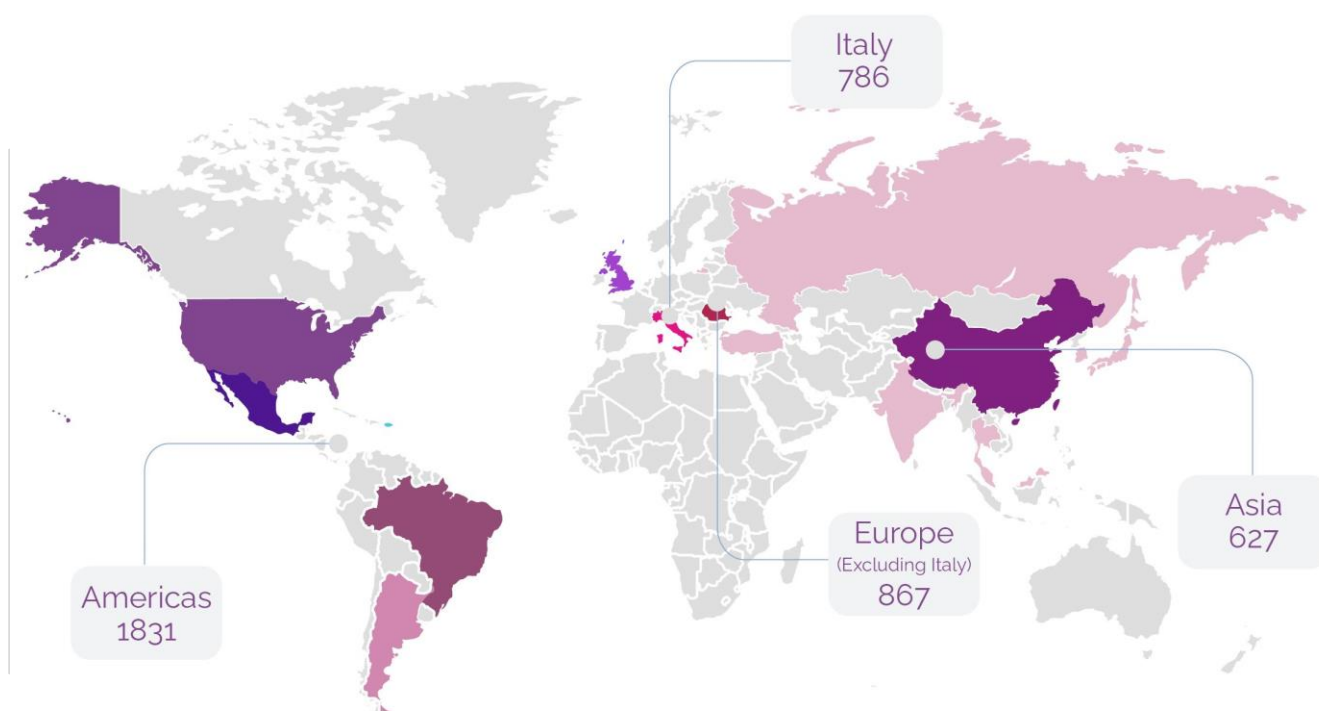 Italy
786
Americas
1831
Europe
(Excluding Italy)
867
Asia
627